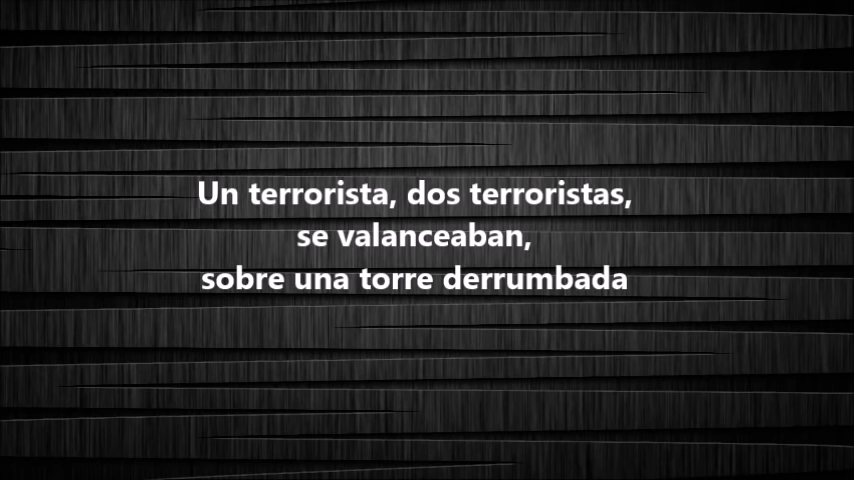 Un terrorista, dos terroristas,
se valanceaban,
sobre una torre derrumbada